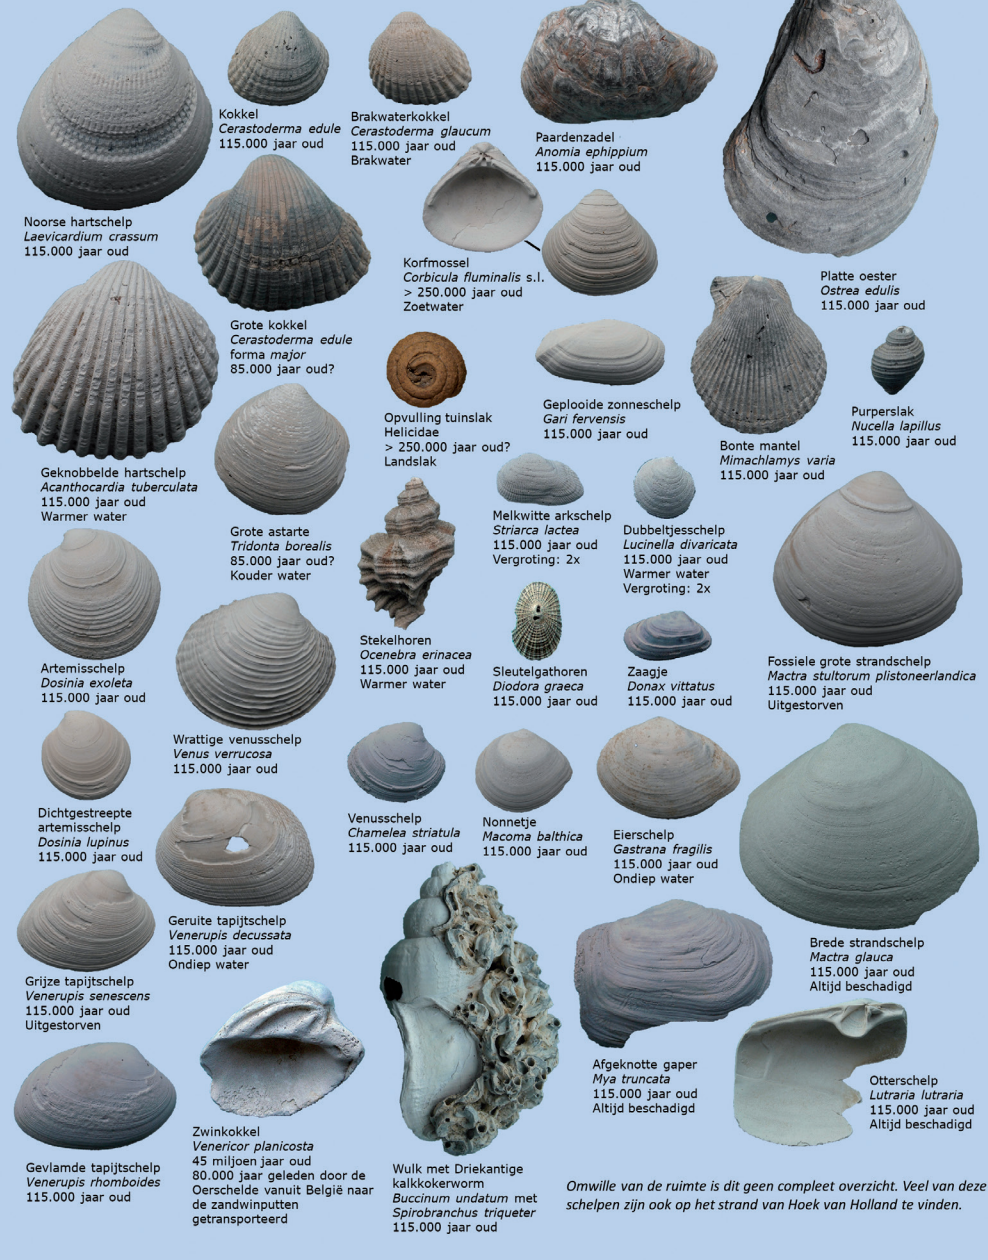 Kokkel
Cerastoderma edule
115.000 jaar oud
Brakwaterkokkel
Cerastoderma glaucum
115.000 jaar oud
Brakwater
Paardenzadel
Anomia ephippium
115.000 jaar oud
Noorse hartschelp
Laevicardium crassum
115.000 jaar oud
Korfmossel
Corbicula fluminalis s.l.
> 250.000 jaar oud
Zoetwater
Platte oester
Ostrea edulis
115.000 jaar oud
Grote kokkel
Cerastoderma edule
forma major
85.000 jaar oud?
Opvulling tuinslak
Helicidae
> 250.000 jaar oud?
Landslak
Geplooide zonneschelp
Gari fervensis
115.000 jaar oud
Bonte mantel
Mimachlamys varia
115.000 jaar oud
Purperslak
Nucella lapillus
115.000 jaar oud
Geknobbelde hartschelp
Acanthocardia tuberculata
115.000 jaar oud
Warmer water
Grote astarte
Tridonta borealis
85.000 jaar oud?
Kouder water
Melkwitte arkschelp
Striarca lactea
115.000 jaar oud
Vergroting: 2x
Dubbeltjesschelp
Lucinella divaricata
115.000 jaar oud
Warmer water
Vergroting: 2x
Artemisschelp
Dosinia exoleta
115.000 jaar oud
Stekelhoren
Ocenebra erinacea
115.000 jaar oud
Warmer water
Sleutelgathoren
Diodora graeca
115.000 jaar oud
Zaagje
Donax vittatus
115.000 jaar oud
Fossiele grote strandschelp
Mactra stultorum plistoneerlandica
115.000 jaar oud
Uitgestorven
Wrattige venusschelp
Venus verrucosa
115.000 jaar oud
Dichtgestreepte
artemisschelp
Dosinia lupinus
115.000 jaar oud
Venusschelp
Chamelea striatula
115.000 jaar oud
Nonnetje
Macoma balthica
115.000 jaar oud
Eierschelp
Gastrana fragilis
115.000 jaar oud
Ondiep water
Geruite tapijtschelp
Venerupis decussata
115.000 jaar oud
Ondiep water
Brede strandschelp
Mactra glauca
115.000 jaar oud
Altijd beschadigd
Grijze tapijtschelp
Venerupis senescens
115.000 jaar oud
Uitgestorven
Afgeknotte gaper
Mya truncata
115.000 jaar oud
Altijd beschadigd
Otterschelp
Lutraria lutraria
115.000 jaar oud
Altijd beschadigd
Gevlamde tapijtschelp
Venerupis rhomboides
115.000 jaar oud
Zwinkokkel
Venericor planicosta
45 miljoen jaar oud
80.000 jaar geleden door de
Oerschelde vanuit België naar
de zandwinputten
getransporteerd
Wulk met Driekantige
kalkkokerworm
Buccinum undatum met
Spirobranchus triqueter
115.000 jaar oud
Omwille van de ruimte is dit geen compleet overzicht. Veel van deze
schelpen zijn ook op het strand van Hoek van Holland te vinden.